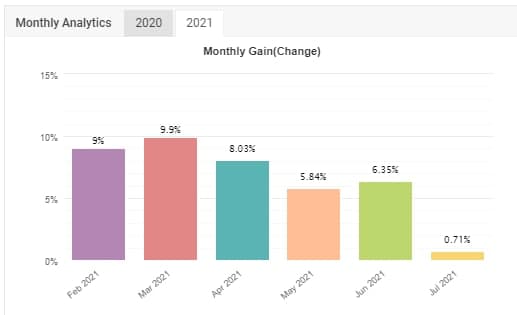 Monthly Analytics 2020 2021
Monthly Gain(Change)
15%
10%
5%
0%
9%
9.9%
8.03%
5.84%
6.35%
0.71%
Feb 2021
Mar 2021
Apr 2021
May 2021
Jun 2021
Jul 2021